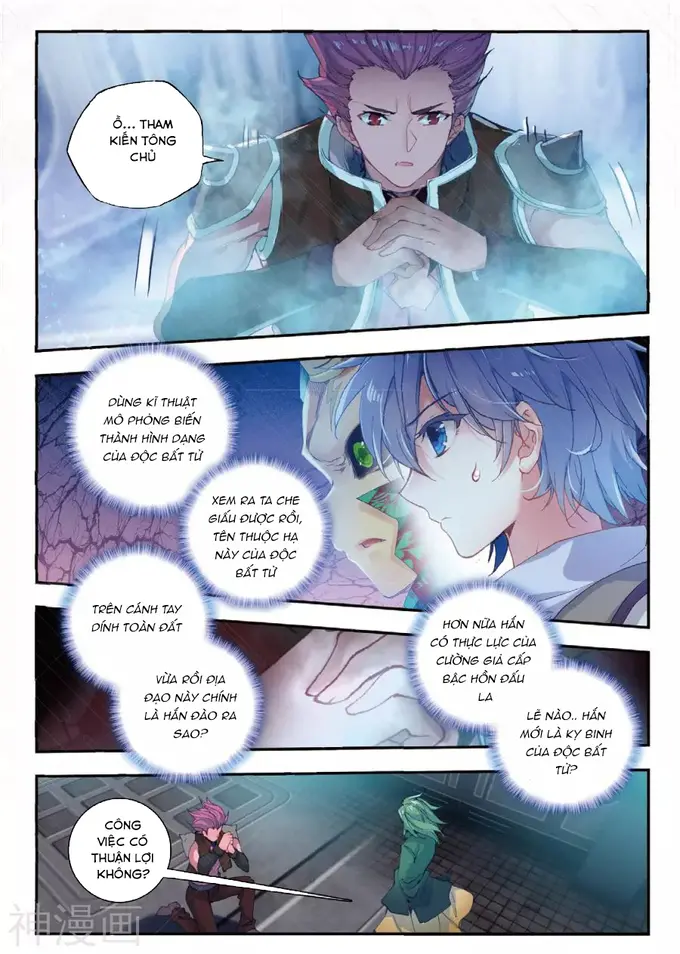 Ồ... THAM
KIẾN TÔNG
CHỦ
DÙNG KĨ THUẬT
MÔ PHỎNG BIẾN
THÀNH HÌNH DẠNG
CỦA ĐỘC BẤT TỬ
XEM RA TA CHE
GIẤU ĐƯỢC RỒI,
TÊN THUỘC HẠ
NÀY CỦA ĐỘC
BẤT TỬ
TRÊN CÁNH TAY
DÍNH TOÀN ĐẤT
VỪA RỒI ĐỊA
ĐẠO NÀY CHÍNH
LÀ HẮN ĐÀO RA
SAO?
HƠN NỮA HẮN
CÓ THỰC LỰC CỦA
CƯỜNG GIẢ CẤP
BẬC HỒN ĐẤU
LA
LẼ NÀO.. HẮN
MỚI LÀ KỴ BINH
CỦA ĐỘC BẤT
TỬ?
CÔNG
VIỆC CÓ
THUẬN LỢI
KHÔNG?
神漫画